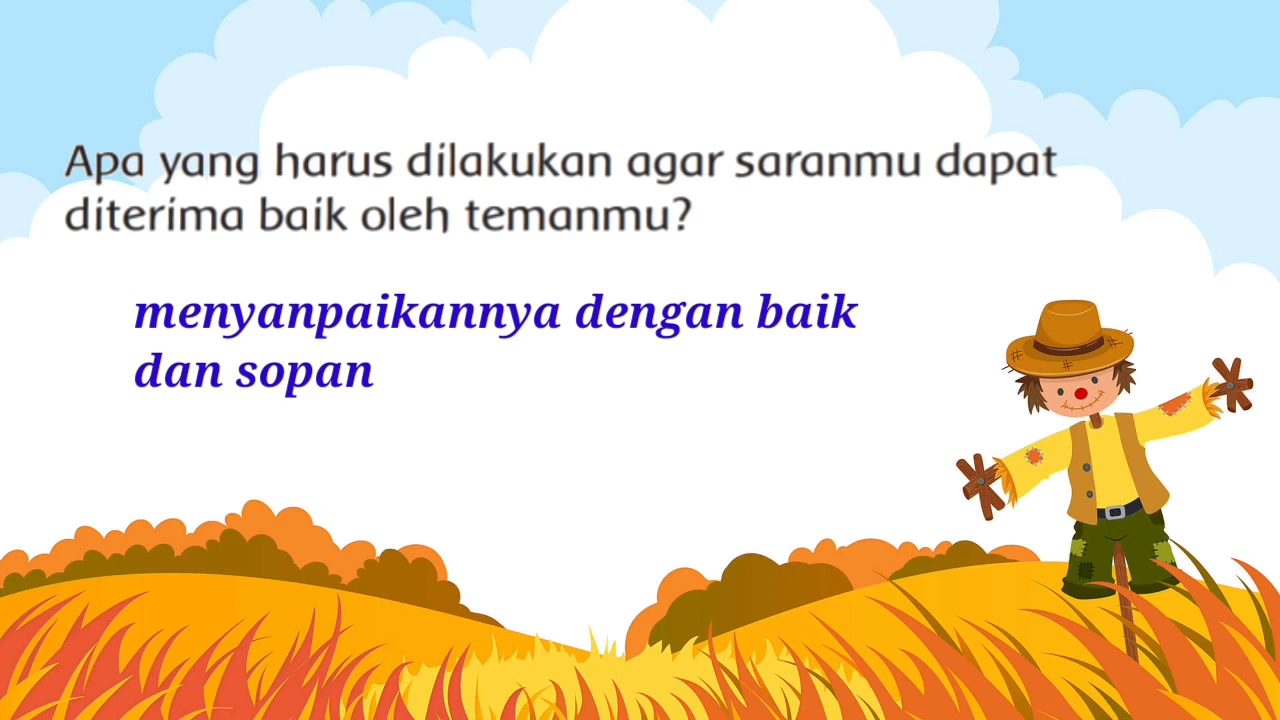 Apa yang harus dilakukan agar saranmu dapat
diterima baik oleh temanmu?
menyanpaikannya dengan baik
dan sopan